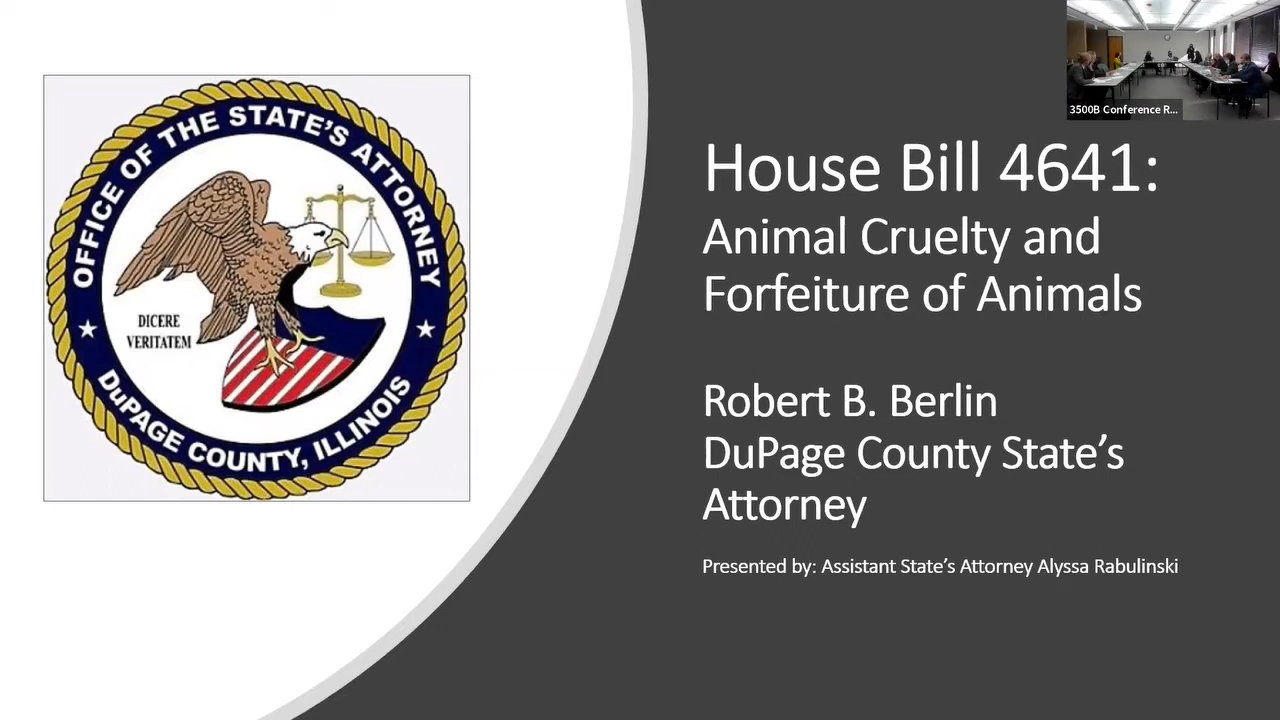 OFFICE OF THE STATE'S ATTORNEY
DICERE
VERITATEM
DuPAGE COUNTY, ILLINOIS
3500B Conference R...
House Bill 4641:
Animal Cruelty and
Forfeiture of Animals
Robert B. Berlin
DuPage County State’s
Attorney
Presented by: Assistant State’s Attorney Alyssa Rabulinski